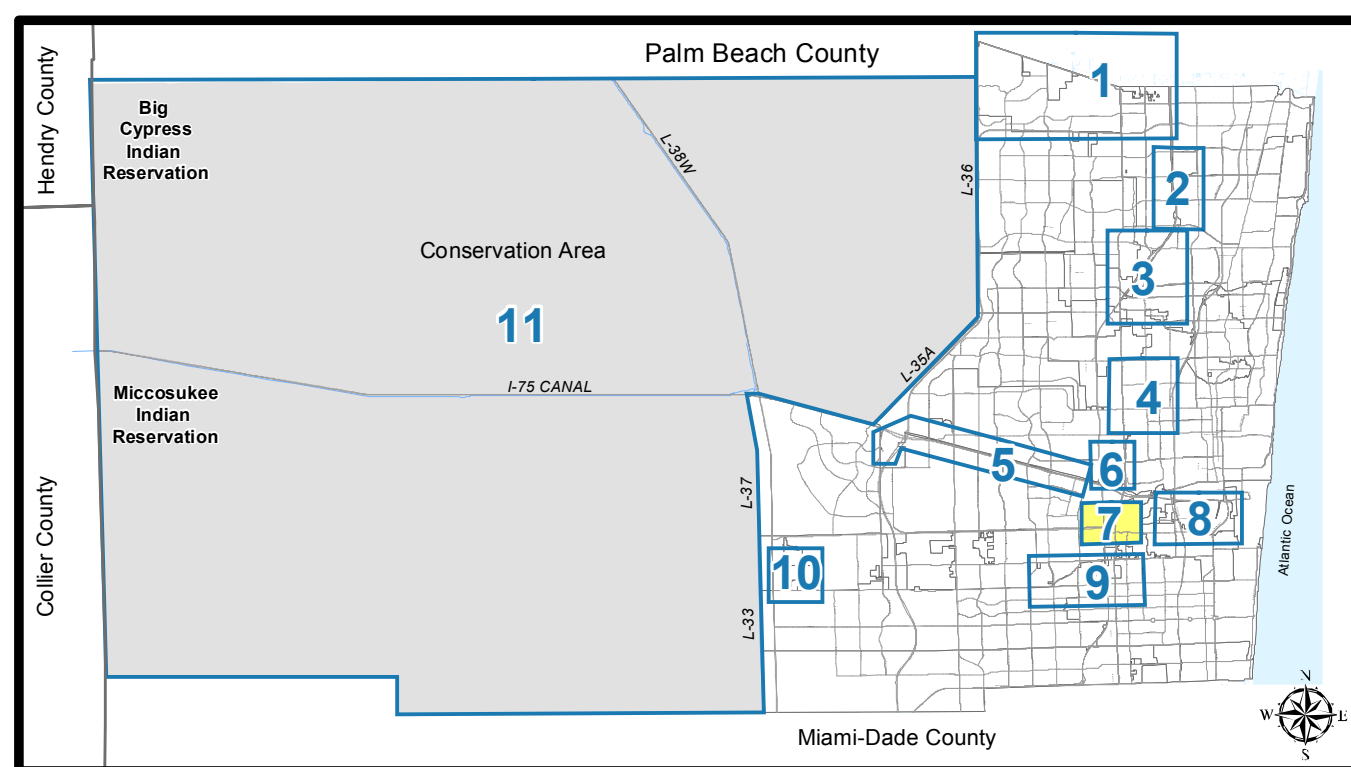 Palm Beach County
Hendry County
1
Big
Cypress
Indian
Reservation
L-38W
L-36
2
Conservation Area
3
11
L-35A
I-75 CANAL
Miccosukee
Indian
Reservation
4
5
6
L-37
7
8
Atlantic Ocean
Collier County
10
9
L-33
N
W
E
S
Miami-Dade County